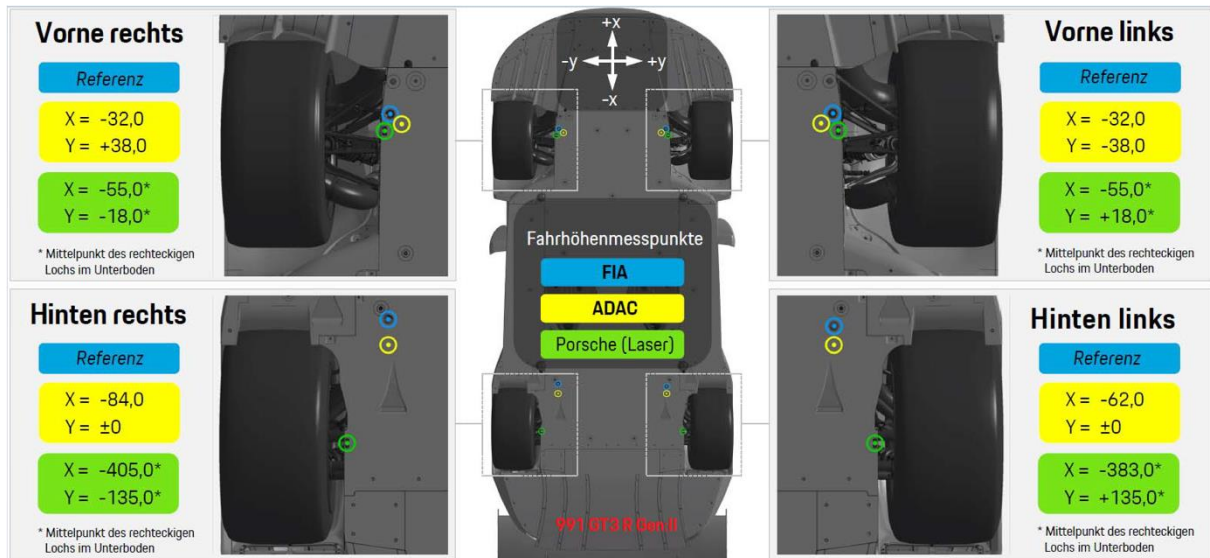 Vorne rechts
Referenz
X = -32,0
Y = +38,0
X = -55,0*
Y = -18,0*
* Mittelpunkt des rechteckigen
Lochs im Unterboden
+x
-y
+y
-x
Vorne links
Referenz
X = -32,0
Y = -38,0
X = -55,0*
Y = +18,0*
* Mittelpunkt des rechteckigen
Lochs im Unterboden
Fahrhöhenmesspunkte
FIA
ADAC
Porsche (Laser)
Hinten rechts
Referenz
X = -84,0
Y = ±0
X = -405,0*
Y = -135,0*
* Mittelpunkt des rechteckigen
Lochs im Unterboden
991 GT3 R Gen.II
Hinten links
Referenz
X = -62,0
Y = ±0
X = -383,0*
Y = +135,0*
* Mittelpunkt des rechteckigen
Lochs im Unterboden